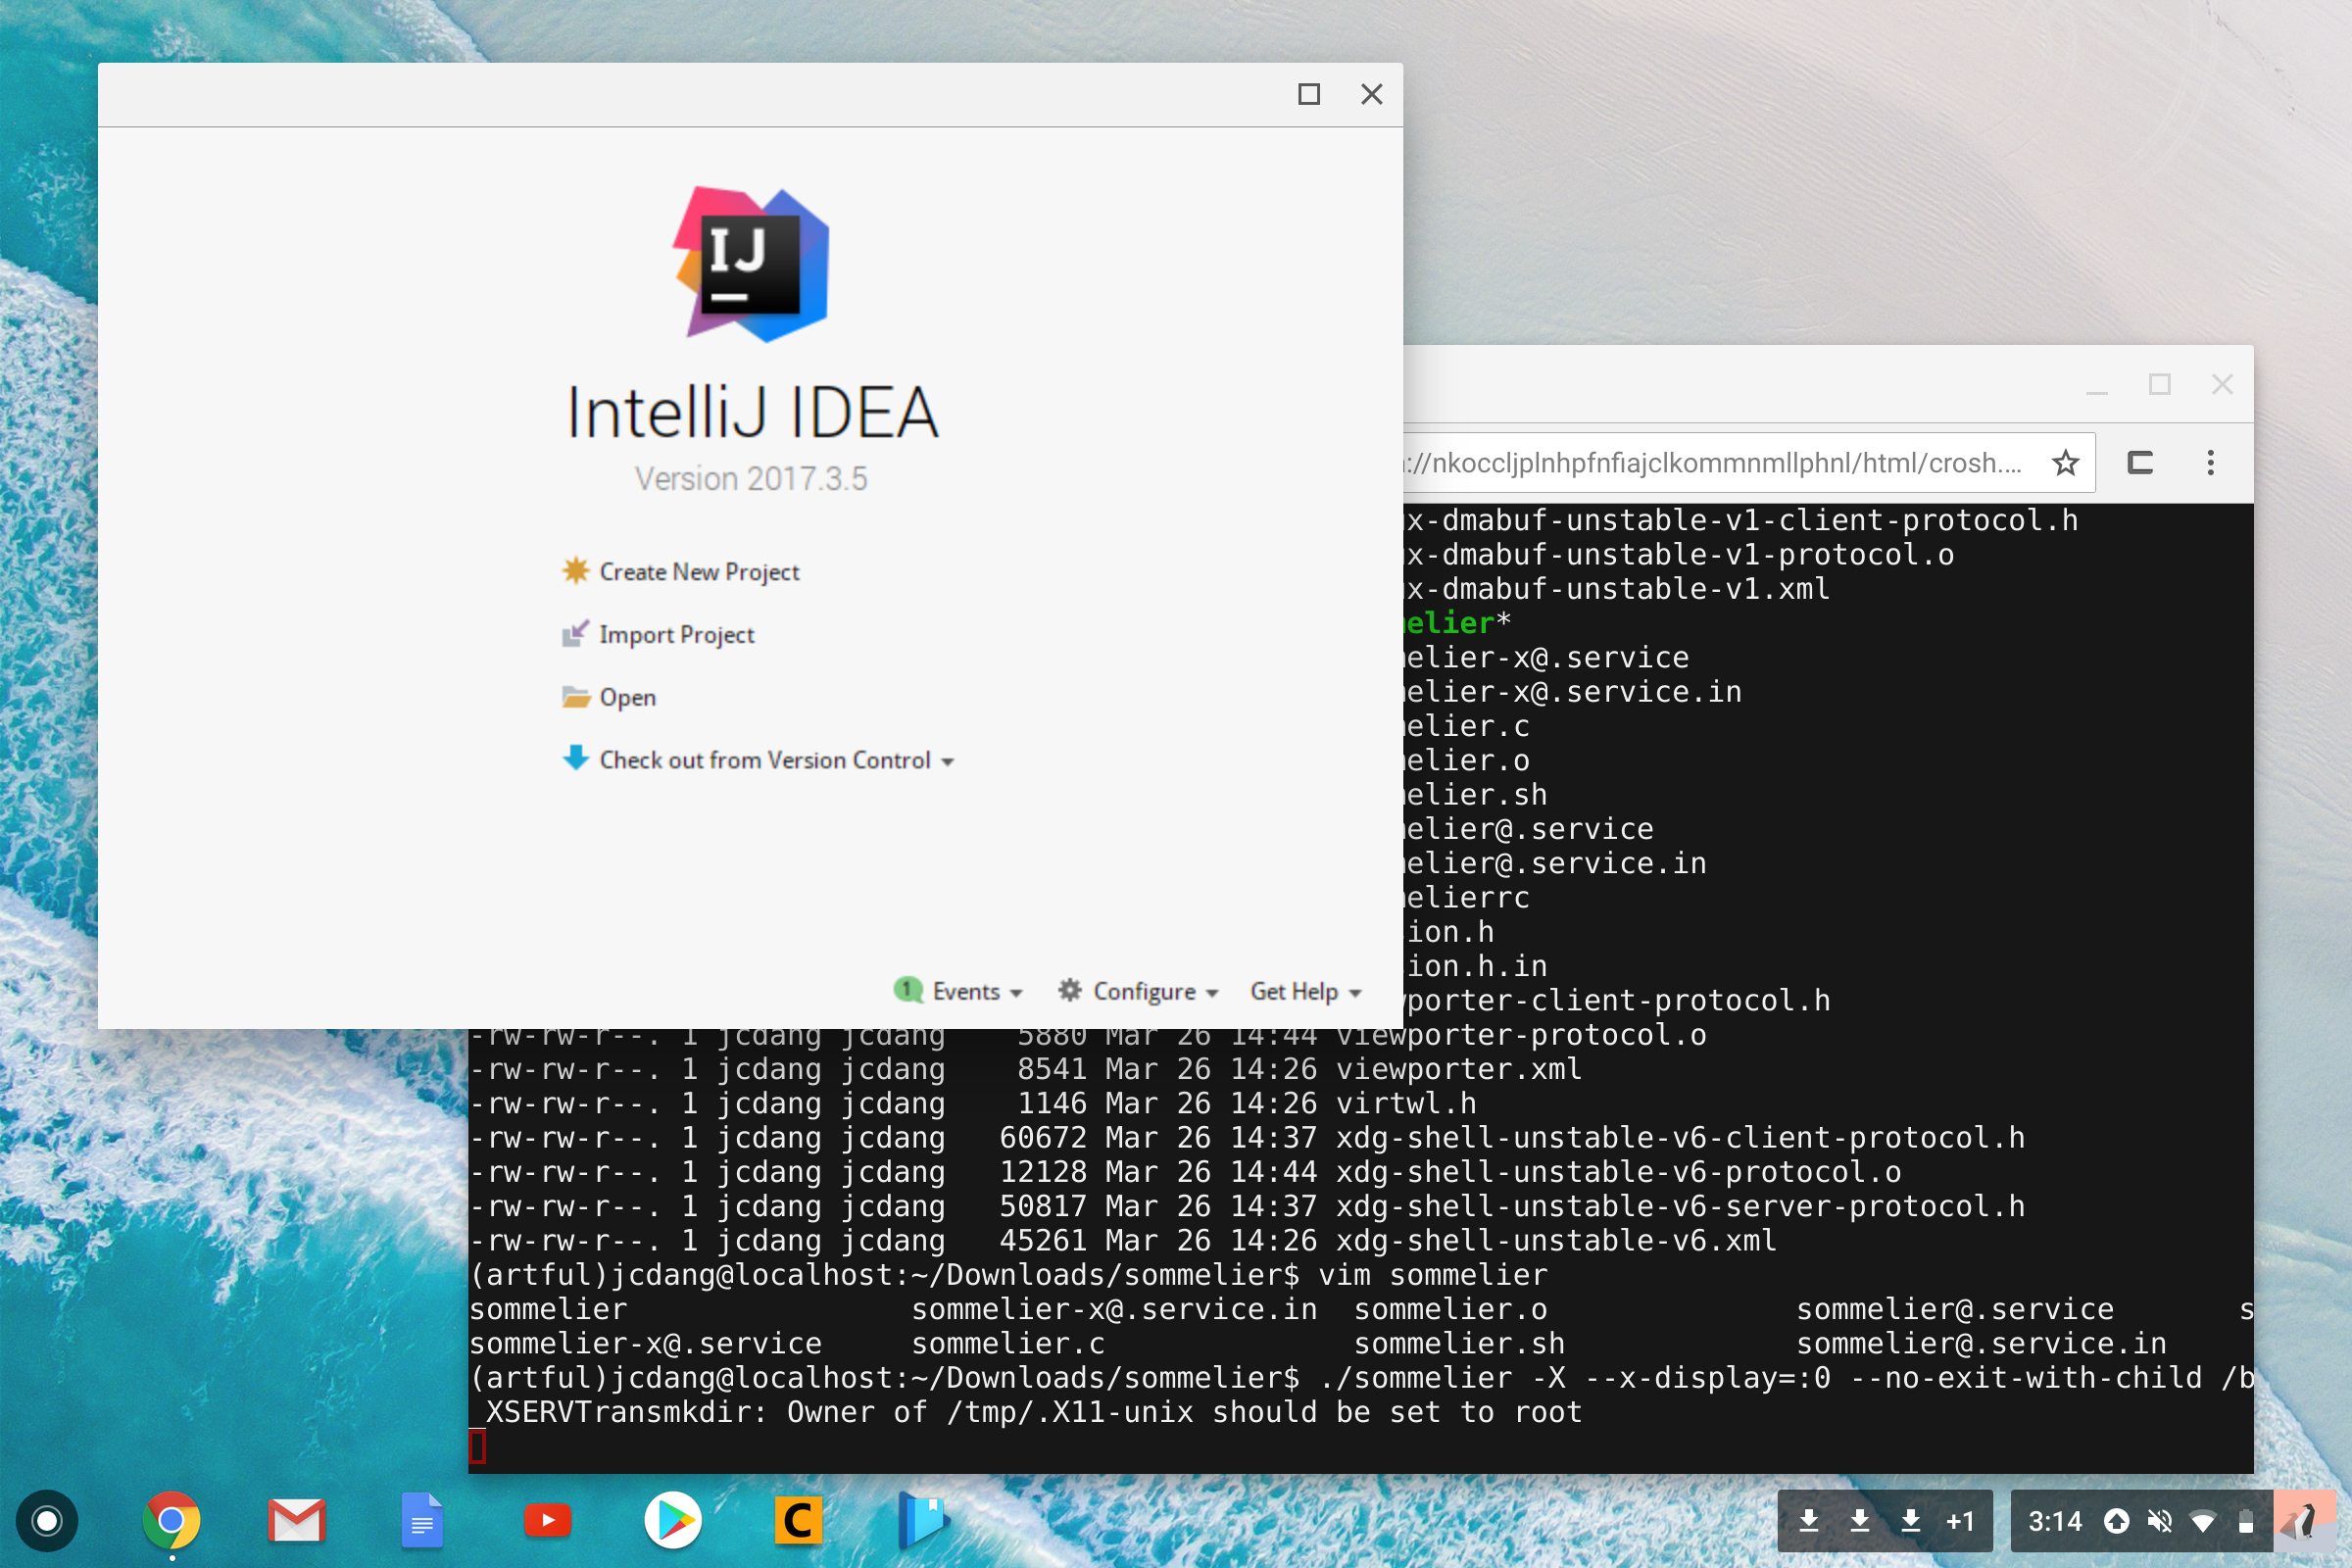 IJ
IntelliJ IDEA
Version 2017.3.5
Create New Project
Import Project
Open
Check out from Version Control
1 Events Configure Get Help
://nkoccljplnhpfnfiajclkommnmllphnl/html/crosh....
x-dmabuf-unstable-v1-client-protocol.h
x-dmabuf-unstable-v1-protocol.o
x-dmabuf-unstable-v1.xml
elier*
elier-x@.service
elier-x@.service.in
elier.c
elier.o
elier.sh
elier@.service
elier@.service.in
elierrc
ion.h
ion.h.in
porter-client-protocol.h
-rw-rw-r--. 1 jcdang jcdang 5880 Mar 26 14:44 viewporter-protocol.o
-rw-rw-r--. 1 jcdang jcdang 8541 Mar 26 14:26 viewporter.xml
-rw-rw-r--. 1 jcdang jcdang 1146 Mar 26 14:26 virtwl.h
-rw-rw-r--. 1 jcdang jcdang 60672 Mar 26 14:37 xdg-shell-unstable-v6-client-protocol.h
-rw-rw-r--. 1 jcdang jcdang 12128 Mar 26 14:44 xdg-shell-unstable-v6-protocol.o
-rw-rw-r--. 1 jcdang jcdang 50817 Mar 26 14:37 xdg-shell-unstable-v6-server-protocol.h
-rw-rw-r--. 1 jcdang jcdang 45261 Mar 26 14:26 xdg-shell-unstable-v6.xml
(artful)jcdang@localhost:~/Downloads/sommelier$ vim sommelier
sommelier sommelier-x@.service.in sommelier.o sommelier@.service s
sommelier-x@.service sommelier.c sommelier.sh sommelier@.service.in
(artful)jcdang@localhost:~/Downloads/sommelier$ ./sommelier -X --x-display=:0 --no-exit-with-child /b
_XSERVTransmkdir: Owner of /tmp/.X11-unix should be set to root
C
+1 3:14